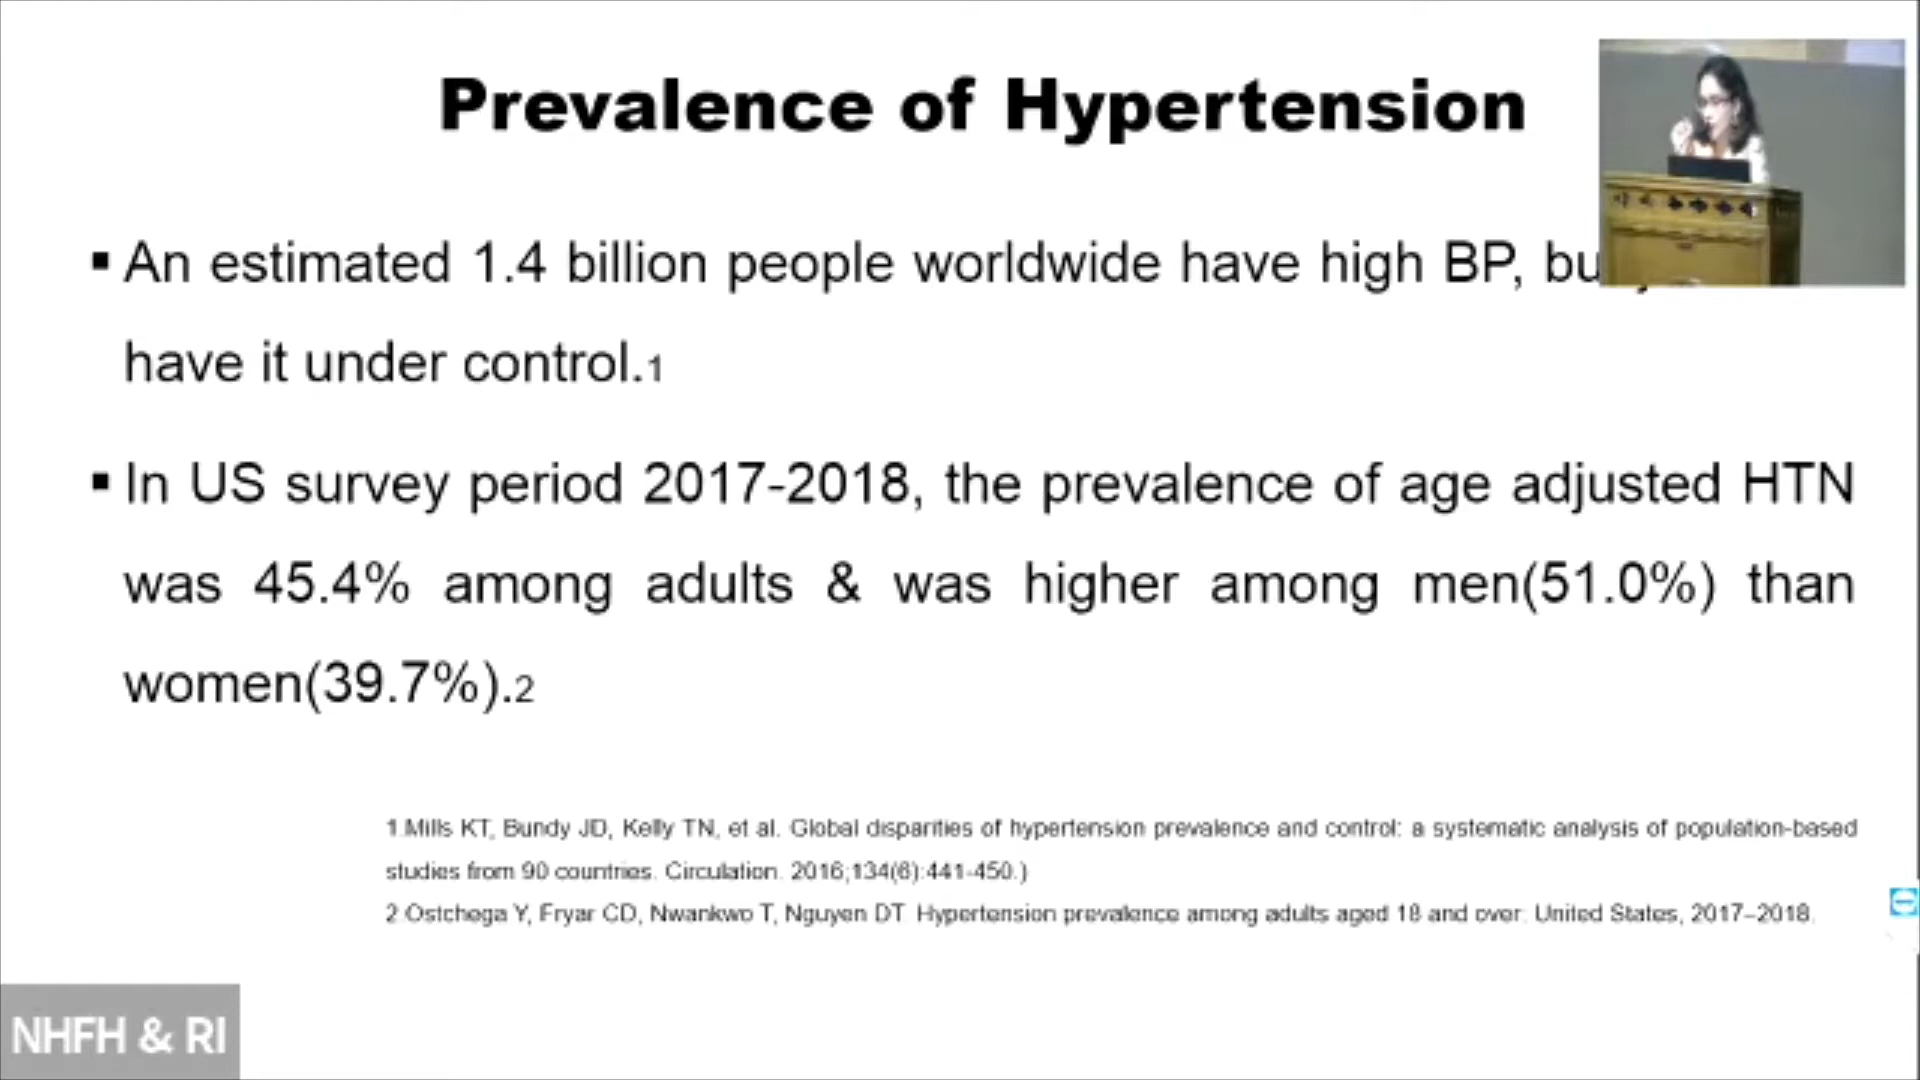 Prevalence of Hypertension
▪ An estimated 1.4 billion people worldwide have high BP,
have it under control.1
▪ In US survey period 2017-2018, the prevalence of age adjusted HTN
was 45.4% among adults & was higher among men(51.0%) than
women(39.7%).2
1.Mills KT, Bundy JD, Kelly TN, et al. Global disparities of hypertension prevalence and control: a systematic analysis of population-based
studies from 90 countries. Circulation. 2016;134(6):441-450.)
2 Ostchega Y, Fryar CD, Nwankwo T, Nguyen DT. Hypertension prevalence among adults aged 18 and over: United States, 2017–2018.
NHFH & RI